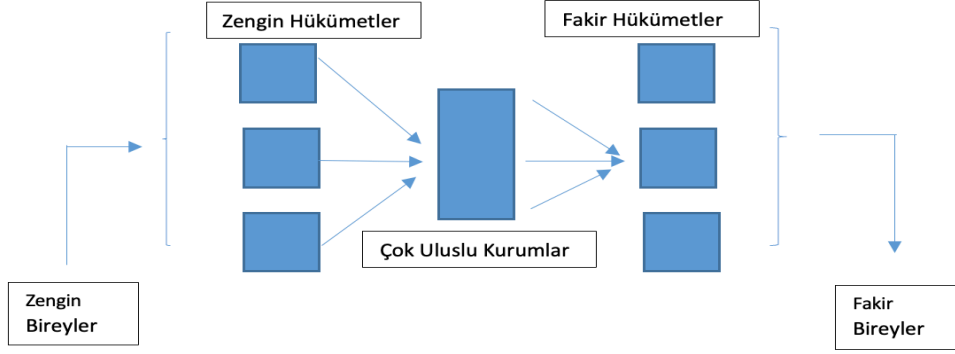 Zengin Hükümetler
Fakir Hükümetler
Çok Uluslu Kurumlar
Zengin
Bireyler
Fakir
Bireyler